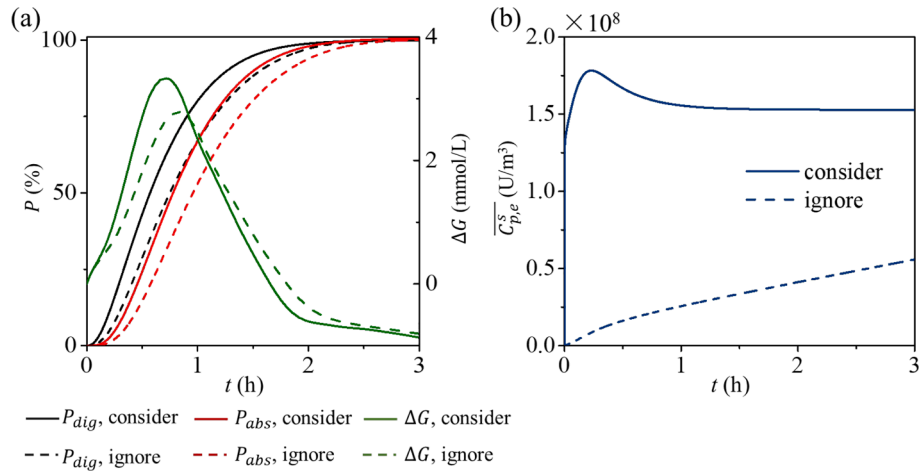 (a)
100
50
0
P (%)
4
2
0
ΔG (mmol/L)
0 1 2 3
t (h)
P_dig, consider P_abs, consider ΔG, consider
P_dig, ignore P_abs, ignore ΔG, ignore
(b)
×10⁸
2.0
1.5
1.0
0.5
0.0
C^s_p,e (U/m³)
consider
ignore
0 1 2 3
t (h)